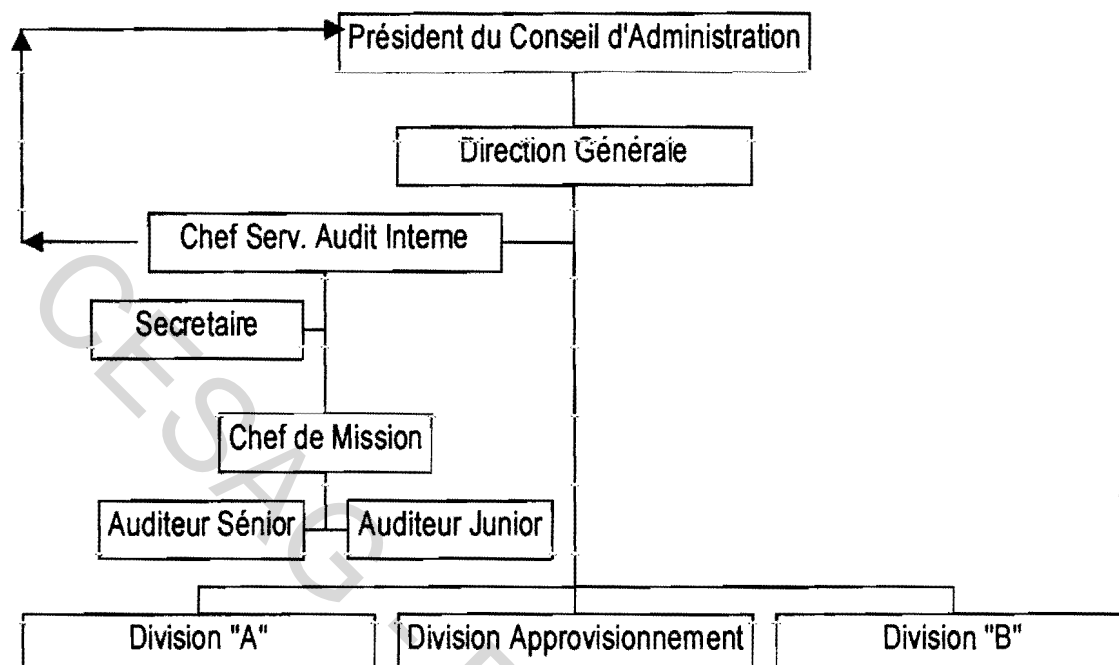 Président du Conseil d'Administration
Direction Générale
Chef Serv. Audit Interne
Secretaire
Chef de Mission
Auditeur Sénior
Auditeur Junior
Division "A"
Division Approvisionnement
Division "B"
CESAG